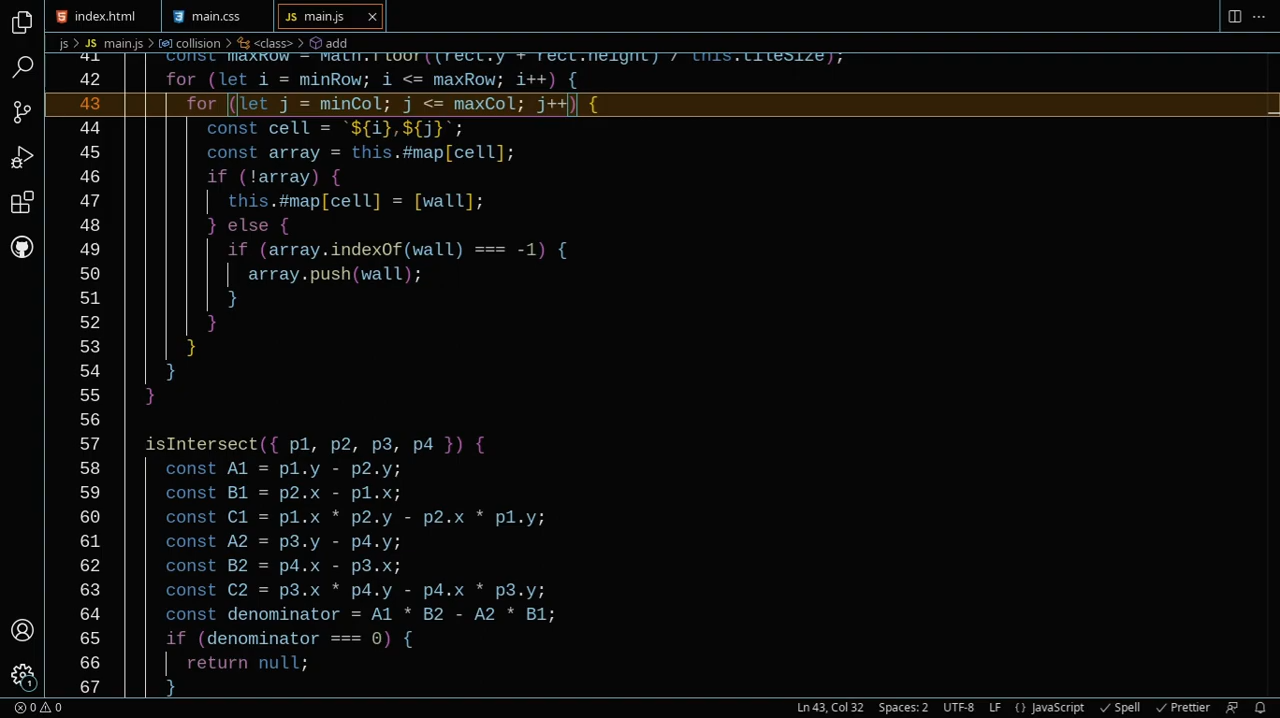 index.html main.css JS main.js
js JS main.js collision <class> add
41 const maxRow = Math.floor((rect.y + rect.height) / this.tileSize);
42 for (let i = minRow; i <= maxRow; i++) {
43 for (let j = minCol; j <= maxCol; j++) {
44 const cell = `${i},${j}`;
45 const array = this.#map[cell];
46 if (!array) {
47 this.#map[cell] = [wall];
48 } else {
49 if (array.indexOf(wall) === -1) {
50 array.push(wall);
51 }
52 }
53 }
54 }
55 }
56
57 isIntersect({ p1, p2, p3, p4 }) {
58 const A1 = p1.y - p2.y;
59 const B1 = p2.x - p1.x;
60 const C1 = p1.x * p2.y - p2.x * p1.y;
61 const A2 = p3.y - p4.y;
62 const B2 = p4.x - p3.x;
63 const C2 = p3.x * p4.y - p4.x * p3.y;
64 const denominator = A1 * B2 - A2 * B1;
65 if (denominator === 0) {
66 return null;
67 }
1
0 0 Ln 43, Col 32 Spaces: 2 UTF-8 LF {} JavaScript Spell Prettier